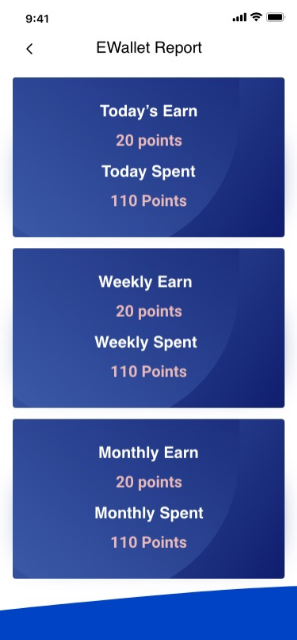 9:41
EWallet Report
Today's Earn
20 points
Today Spent
110 Points
Weekly Earn
20 points
Weekly Spent
110 Points
Monthly Earn
20 points
Monthly Spent
110 Points